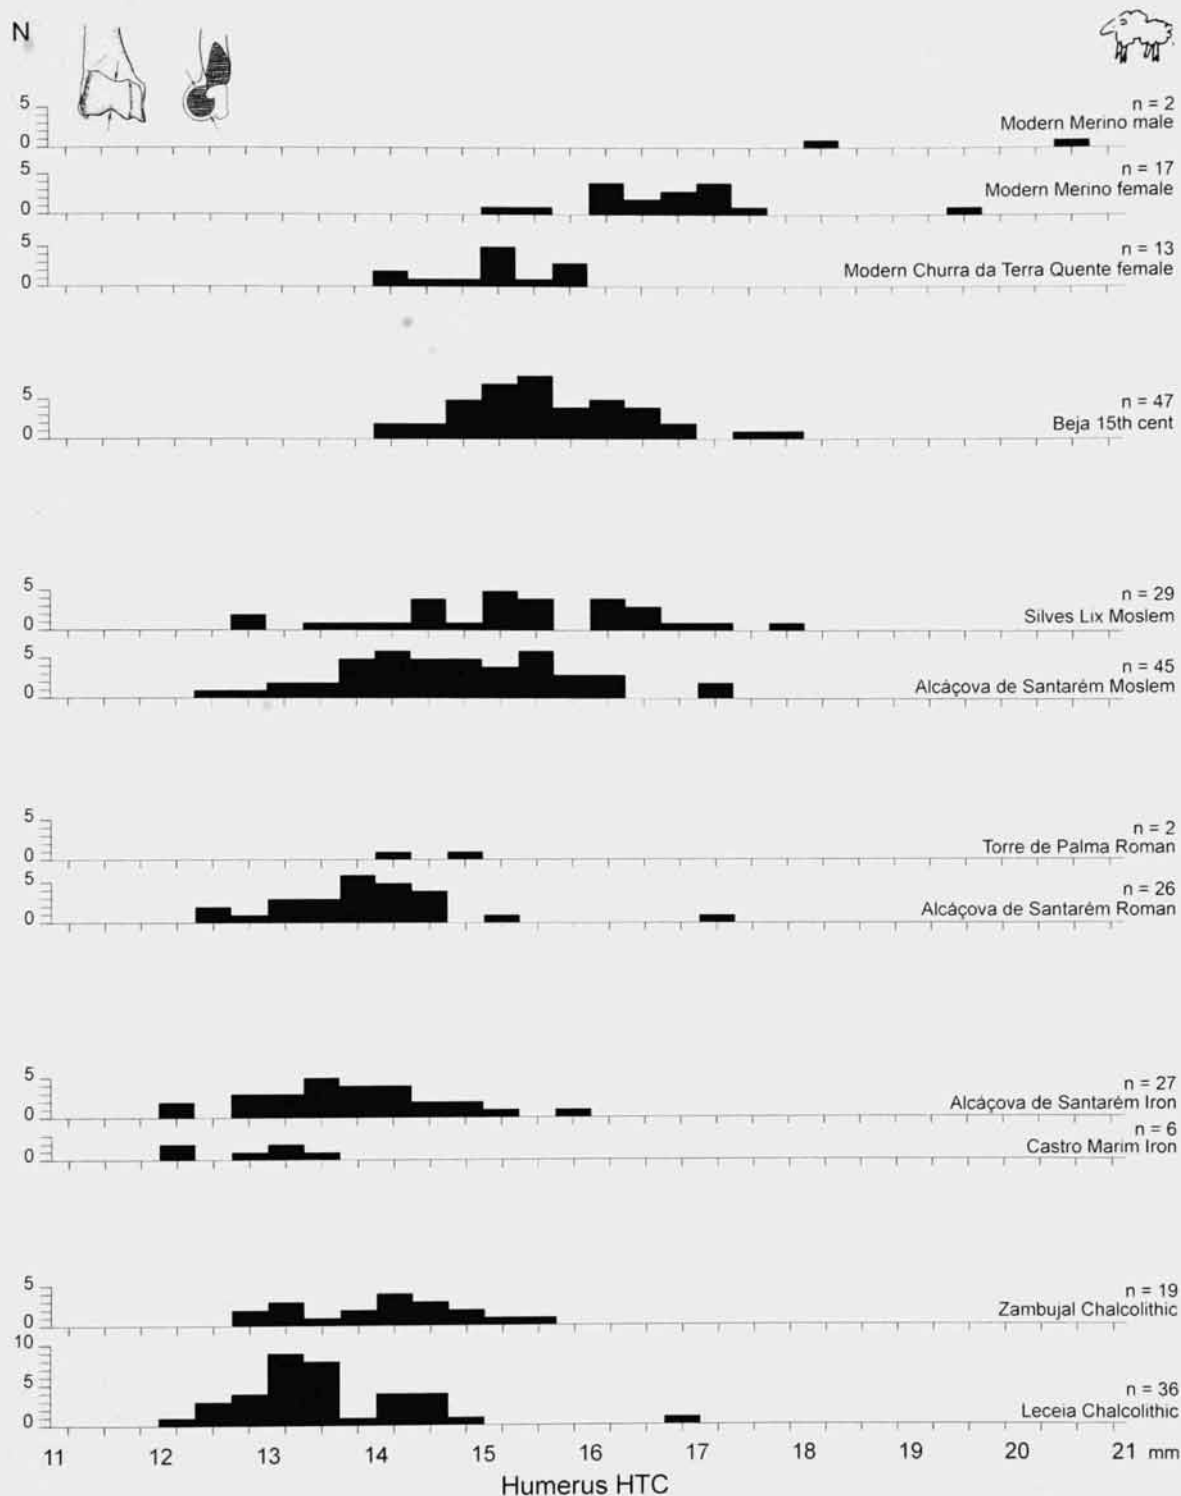 N
5
0
n = 2
Modern Merino male
5
0
n = 17
Modern Merino female
5
0
n = 13
Modern Churra da Terra Quente female
5
0
n = 47
Beja 15th cent
5
0
n = 29
Silves Lix Moslem
5
0
n = 45
Alcáçova de Santarém Moslem
5
0
n = 2
Torre de Palma Roman
5
0
n = 26
Alcáçova de Santarém Roman
5
0
n = 27
Alcáçova de Santarém Iron
0
n = 6
Castro Marim Iron
5
0
n = 19
Zambujal Chalcolithic
10
5
0
n = 36
Leceia Chalcolithic
11 12 13 14 15 16 17 18 19 20 21 mm
Humerus HTC